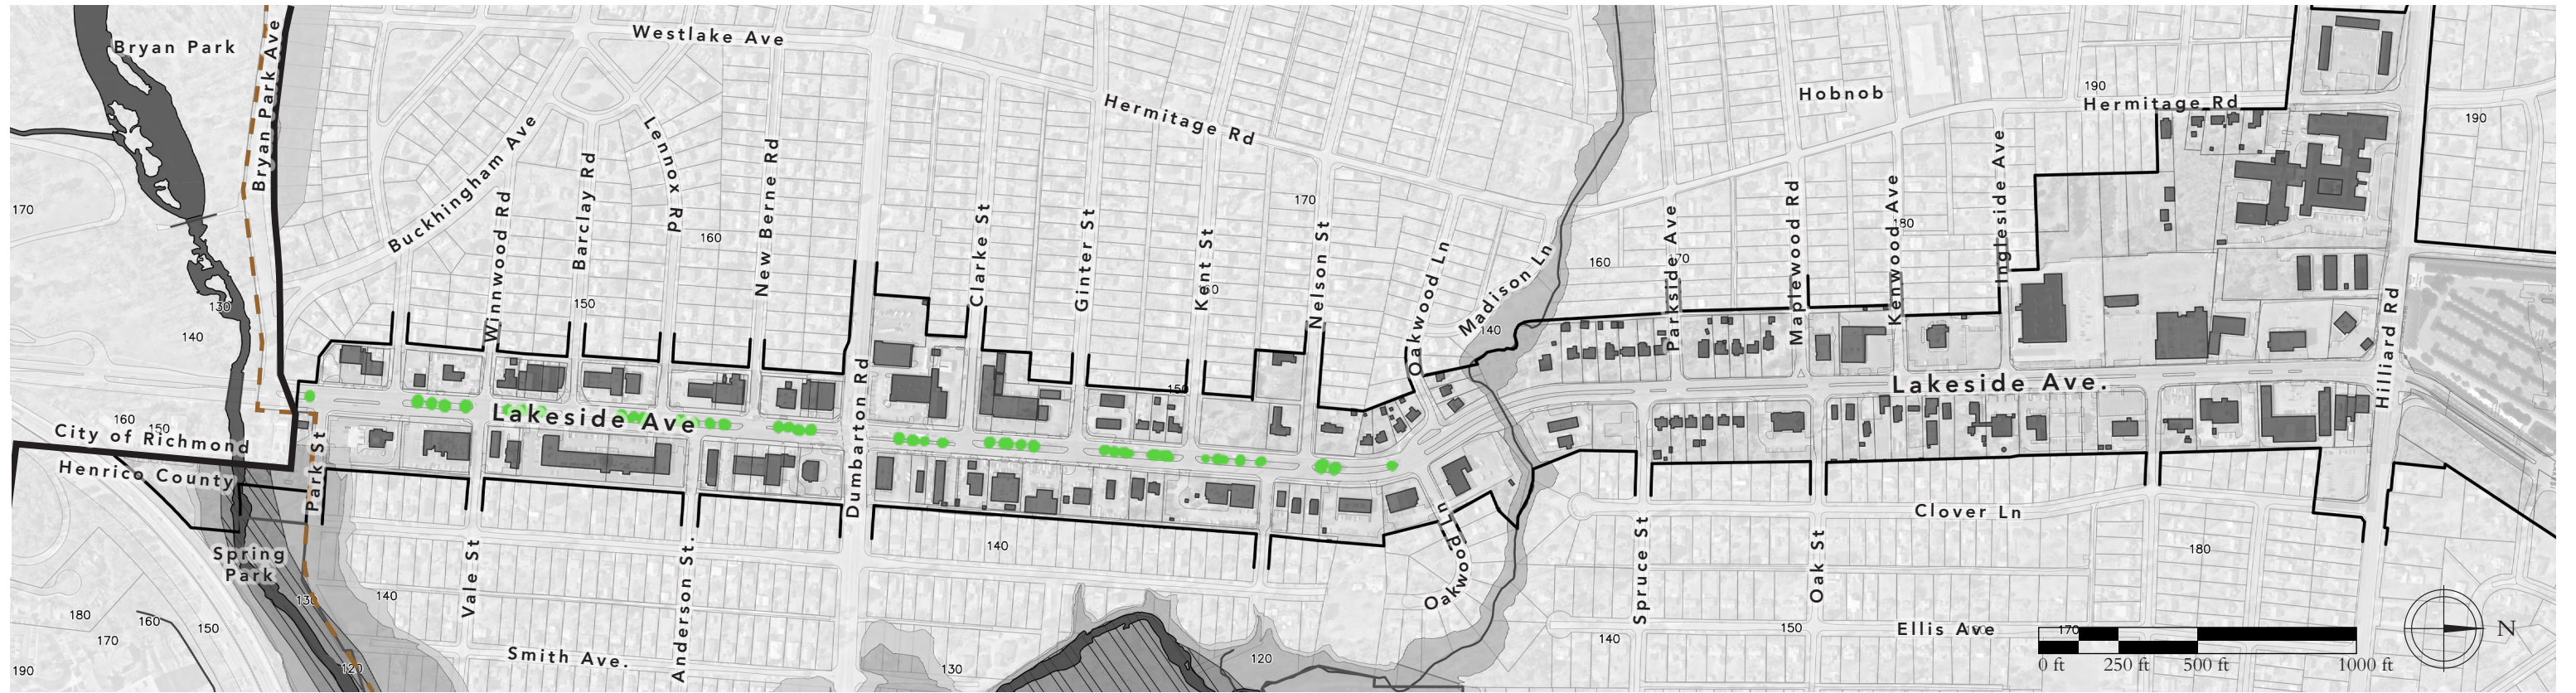 Bryan Park
Bryan Park Ave
Westlake Ave
Hermitage Rd
Hobnob
190
Hermitage Rd
190
170
Buckhingham Ave
Winnwood Rd
Barclay Rd
Lennox Rd
160
New Berne Rd
Clarke St
Ginter St
Kent St
170
Nelson St
Oakwood Ln
Madison Ln
160
Parkside Ave
70
Maplewood Rd
Kenwood Ave
180
Ingleside Ave
130
140
150
60
140
150
Lakeside Ave
Lakeside Ave.
Hilliard Rd
160
150
City of Richmond
Henrico County
Park St
Dumbarton Rd
Spring
Park
Vale St
Anderson St.
140
Oakwood Ln
Spruce St
Oak St
Clover Ln
180
130
140
180
160
150
170
190
120
Smith Ave.
130
120
140
150
Ellis Ave
170
0 ft
250 ft
500 ft
1000 ft
N